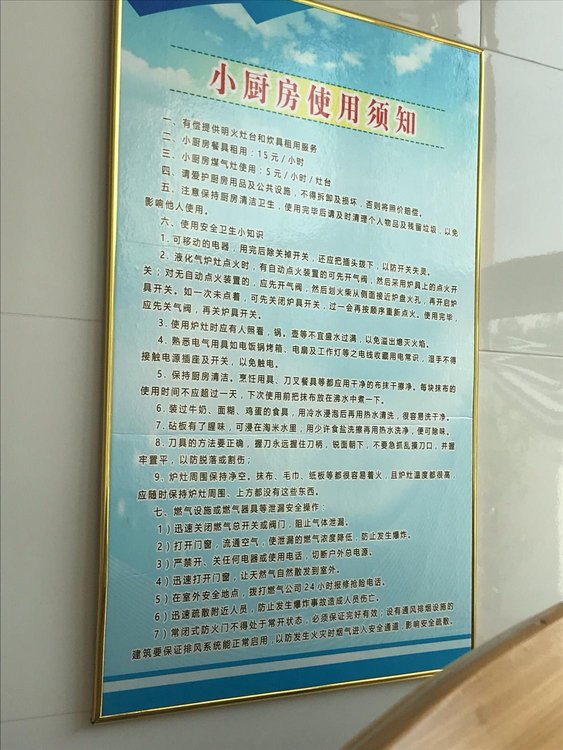 小厨房使用须知
一、有偿提供明火灶台和炊具租用服务
二、小厨房餐具租用：15元/小时
三、小厨房煤气灶使用：5元/时/灶台
四、请爱护厨房用品及公共设施，不得拆卸及损坏，否则将照价赔偿。
五、注意保持厨房清洁卫生，使用完毕后请及时清理个人物品及残留垃圾，以免
影响他人使用。
六、使用安全卫生小知识
1.可移动的电器，用完后除关掉开关，还应把插头拨下，以防开关失灵。
2、液化气炉灶点火时，有自动点火装置的可先开气阀，然后采用炉具上的点火开
关；对无自动点火装置的，应先开气阀，然后划火柴从侧面接近炉盘火孔，再开启炉
具开关。如一次未点着，可先关闭炉具开关，过一会再按顺序重新点火。使用完毕，
应先关气阀，再关炉具开关。
3、使用炉灶时应有人照看，锅。壶等不宜盛水过满，以免溢出熄灭火焰。
4、熟悉电气用具如电饭锅烤箱、电扇及工作灯等之电线收藏用电常识，湿手不得
接触电源插座及开关，以免触电。
5、保持厨房清洁。烹饪用具、刀叉餐具等都应用干净的布抹干擦净。每块抹布的
使用时间不应超过一天，下次使用前把抹布放在沸水中煮一下。
6、装过牛奶、面糊、鸡蛋的食具，用冷水浸泡后再用热水清洗，很容易洗干净。
7、砧板有了腥味，可浸在淘米水里，用少许食盐洗擦再用热水洗净，便可除味。
8、刀具的方法要正确，握刀永远握住刀柄，锐面朝下，不要急抓乱摸刀口，并握
牢置平，以防脱落或割伤；
9、炉灶周围保持净空。抹布、毛巾、纸板等都很容易着火，且炉灶温度都很高，
应随时保持炉灶周围、上方都没有这些东西。
七、燃气设施或燃气器具等泄漏安全操作：
1）迅速关闭燃气总开关或阀门，阻止气体泄漏。
2）打开门窗，流通空气，使泄漏的燃气浓度降低，防止发生爆炸。
3）严禁开、关任何电器或使用电话，切断户外总电源。
4）迅速打开门窗，让天然气自然散发到室外。
5）在室外安全地点，拨打燃气公司24小时报修抢险电话。
6）迅速疏散附近人员，防止发生爆炸事故造成人员伤亡。
7）常闭式防火门不得处于常开状态，必须保证完好有效；设有通风排烟设施的
建筑要保证排风系统能正常启用，以防发生火灾时烟气进入安全通道，影响安全疏散。